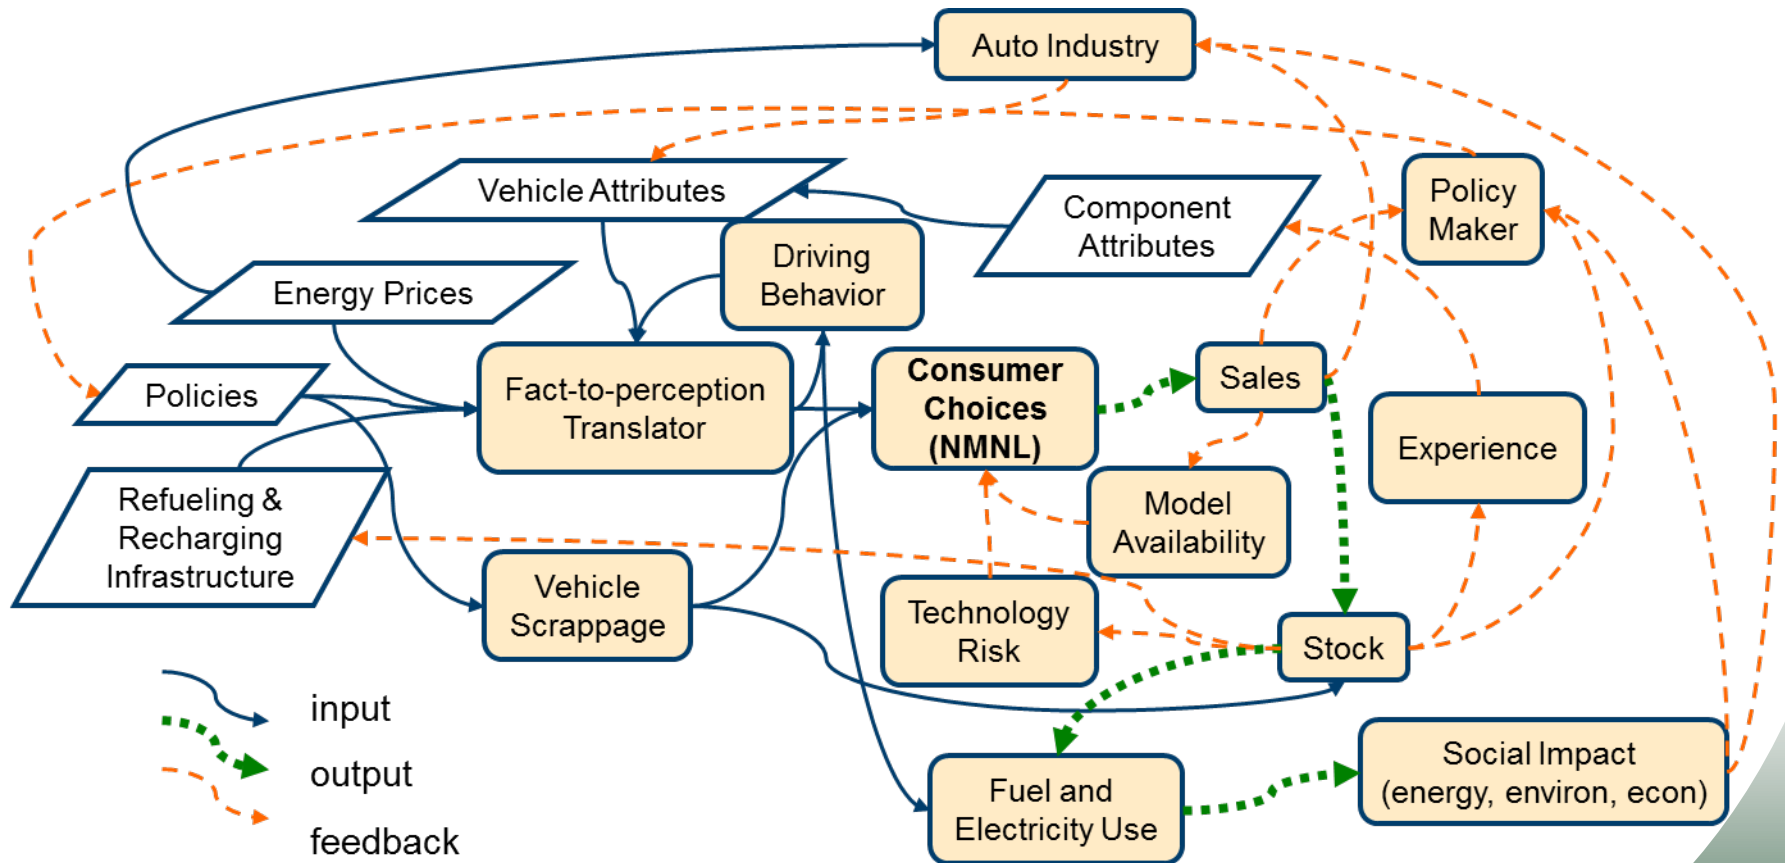 Auto Industry
Vehicle Attributes
Component
Attributes
Policy
Maker
Driving
Behavior
Energy Prices
Policies
Fact-to-perception
Translator
Consumer
Choices
(NMNL)
Sales
Experience
Refueling &
Recharging
Infrastructure
Model
Availability
Vehicle
Scrappage
Technology
Risk
Stock
input
output
feedback
Fuel and
Electricity Use
Social Impact
(energy, environ, econ)